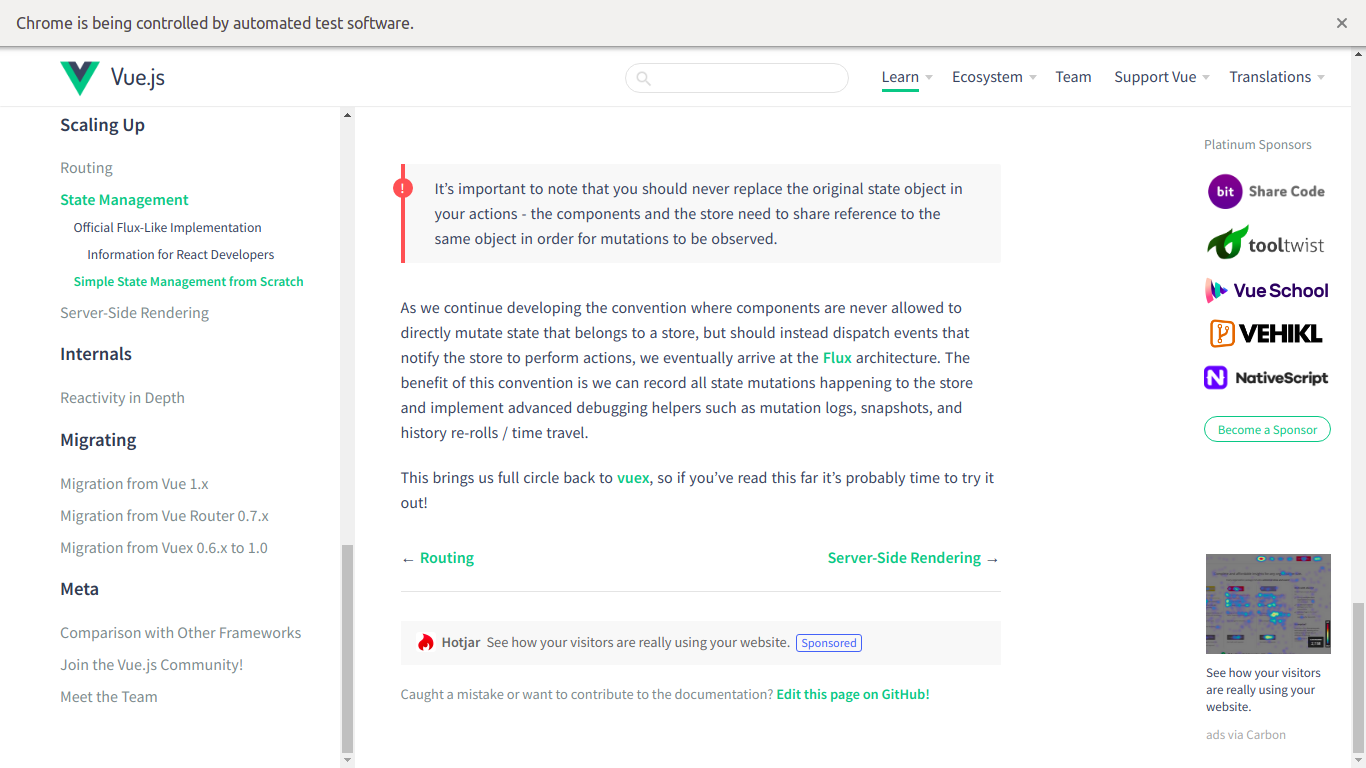 Chrome is being controlled by automated test software.
Vue.js
Learn
Ecosystem
Team
Support Vue
Translations
Scaling Up
Routing
State Management
Official Flux-Like Implementation
Information for React Developers
Simple State Management from Scratch
Server-Side Rendering
Internals
Reactivity in Depth
Migrating
Migration from Vue 1.x
Migration from Vue Router 0.7.x
Migration from Vuex 0.6.x to 1.0
Meta
Comparison with Other Frameworks
Join the Vue.js Community!
Meet the Team
!
It’s important to note that you should never replace the original state object in
your actions - the components and the store need to share reference to the
same object in order for mutations to be observed.
As we continue developing the convention where components are never allowed to
directly mutate state that belongs to a store, but should instead dispatch events that
notify the store to perform actions, we eventually arrive at the Flux architecture. The
benefit of this convention is we can record all state mutations happening to the store
and implement advanced debugging helpers such as mutation logs, snapshots, and
history re-rolls / time travel.
This brings us full circle back to vuex, so if you’ve read this far it’s probably time to try it
out!
← Routing
Server-Side Rendering →
Hotjar See how your visitors are really using your website. Sponsored
Caught a mistake or want to contribute to the documentation? Edit this page on GitHub!
Platinum Sponsors
bit Share Code
tooltwist
Vue School
VEHIKL
N NativeScript
Become a Sponsor
See how your visitors
are really using your
website.
ads via Carbon